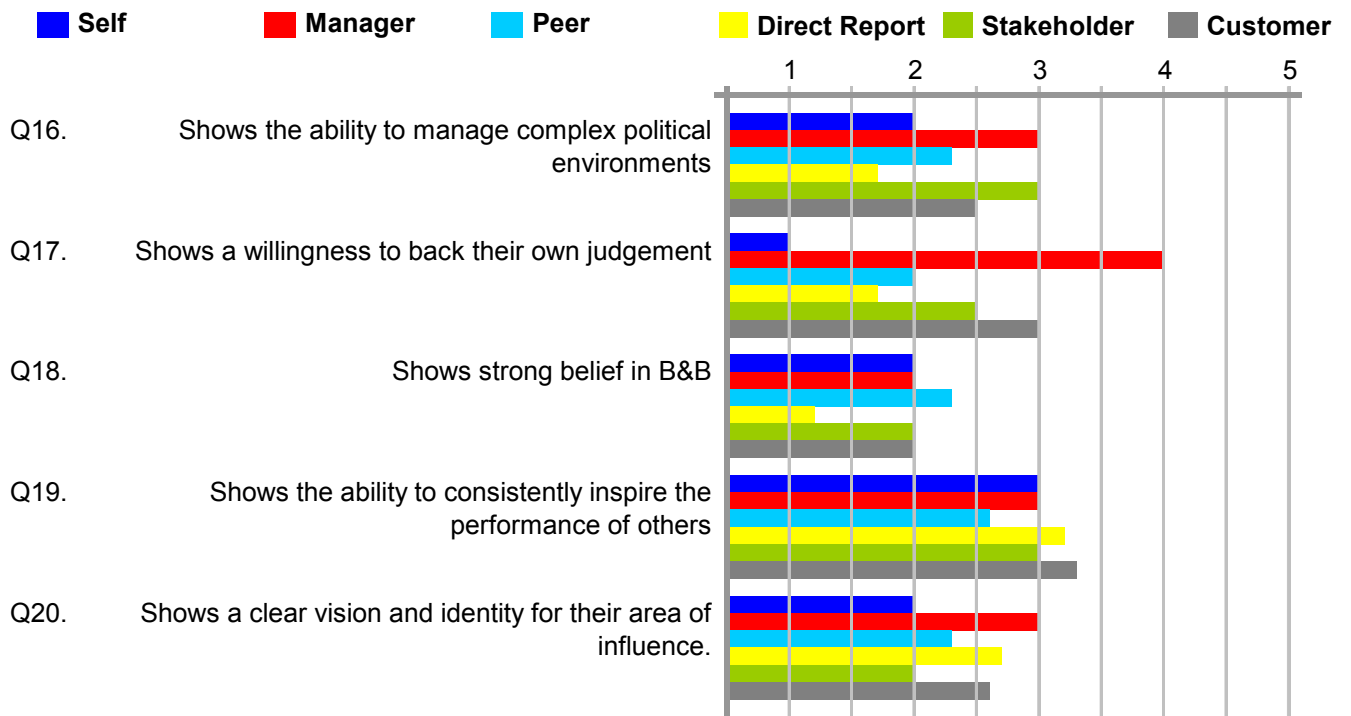 Self Manager Peer Direct Report Stakeholder Customer
1 2 3 4 5
Q16. Shows the ability to manage complex political
environments
Q17. Shows a willingness to back their own judgement
Q18. Shows strong belief in B&B
Q19. Shows the ability to consistently inspire the
performance of others
Q20. Shows a clear vision and identity for their area of
influence.